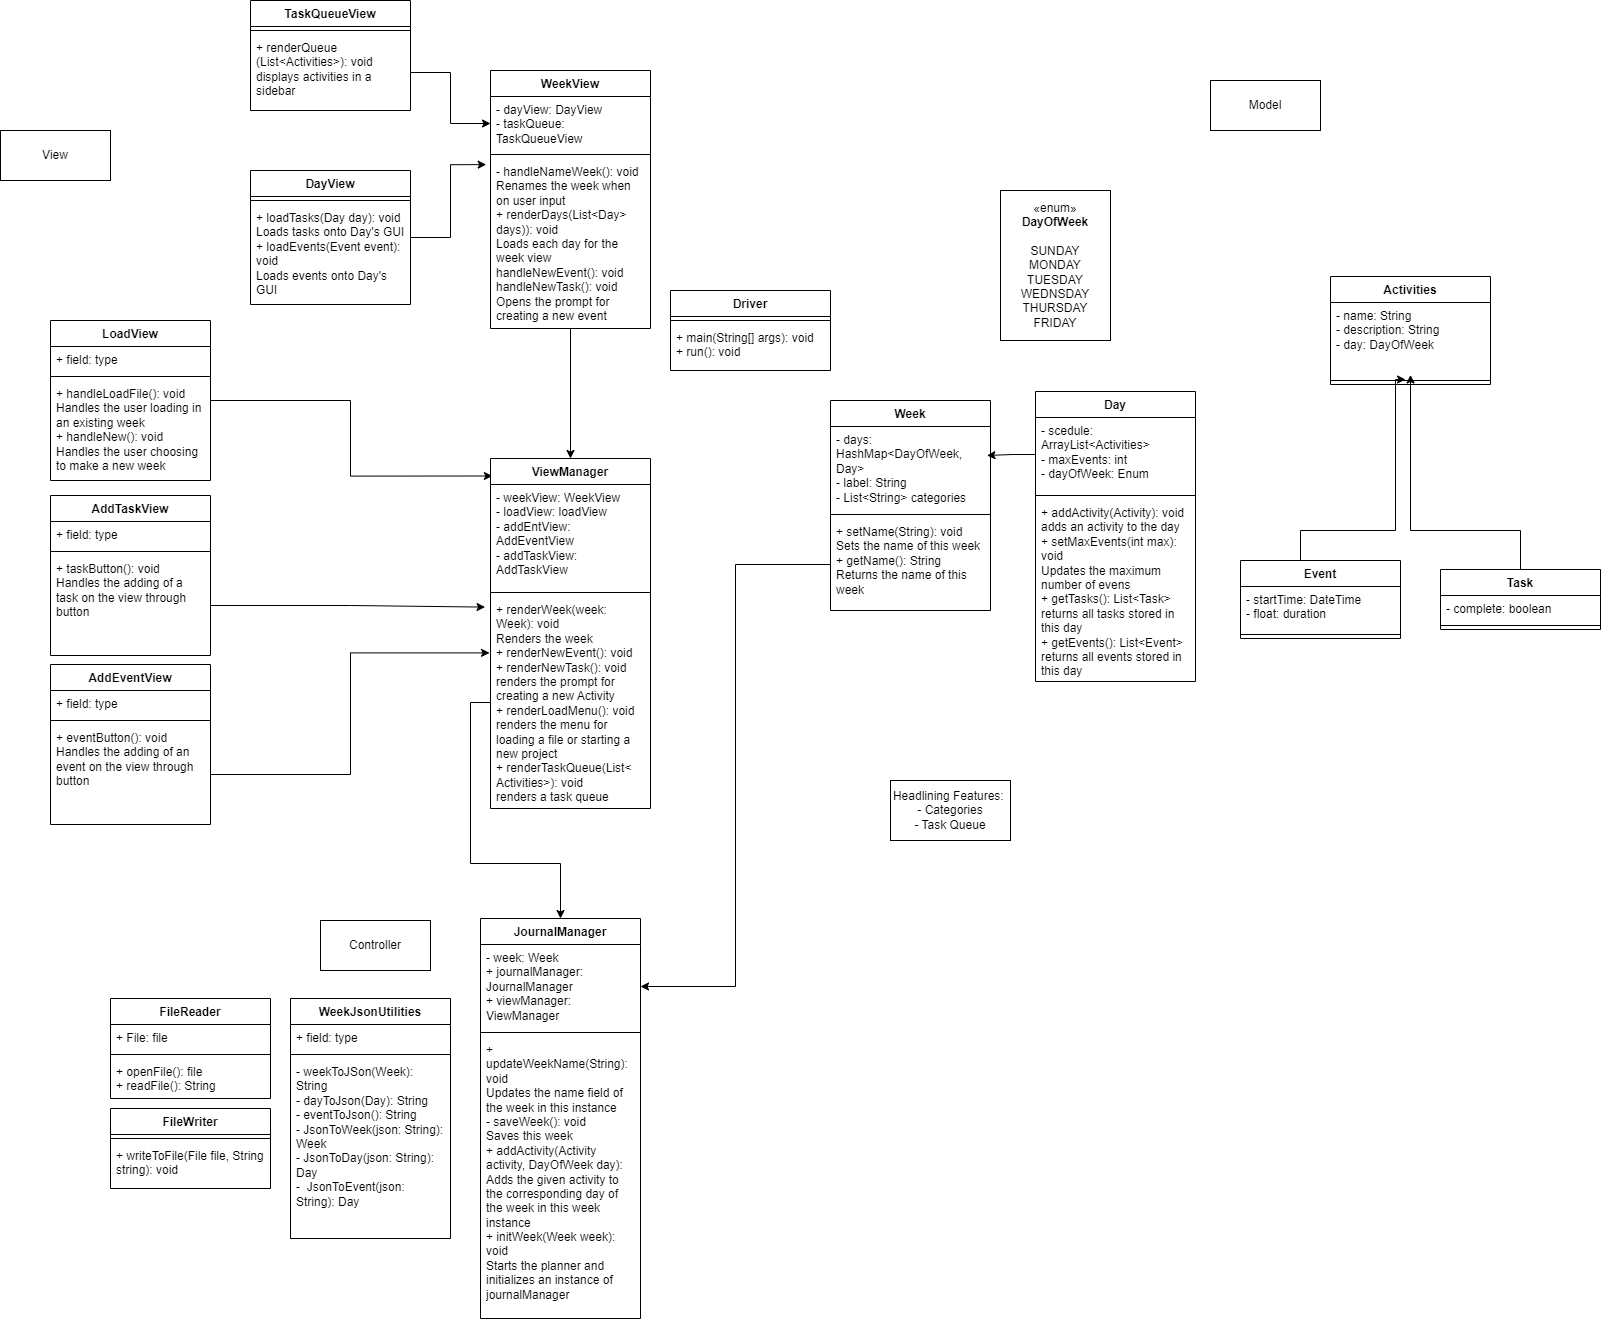 TaskQueueView
+ renderQueue
(List<Activities>): void
displays activities in a
sidebar
WeekView
- dayView: DayView
- taskQueue:
TaskQueueView
- handleNameWeek(): void
Renames the week when
on user input
+ renderDays(List<Day>
days)): void
Loads each day for the
week view
handleNewEvent(): void
handleNewTask(): void
Opens the prompt for
creating a new event
Model
View
DayView
+ loadTasks(Day day): void
Loads tasks onto Day's GUI
+ loadEvents(Event event):
void
Loads events onto Day's
GUI
«enum»
DayOfWeek
SUNDAY
MONDAY
TUESDAY
WEDNSDAY
THURSDAY
FRIDAY
Activities
- name: String
- description: String
- day: DayOfWeek
Driver
+ main(String[] args): void
+ run(): void
LoadView
+ field: type
+ handleLoadFile(): void
Handles the user loading in
an existing week
+ handleNew(): void
Handles the user choosing
to make a new week
Week
- days:
HashMap<DayOfWeek,
Day>
- label: String
- List<String> categories
+ setName(String): void
Sets the name of this week
+ getName(): String
Returns the name of this
week
Day
- scedule:
ArrayList<Activities>
- maxEvents: int
- dayOfWeek: Enum
+ addActivity(Activity): void
adds an activity to the day
+ setMaxEvents(int max):
void
Updates the maximum
number of evens
+ getTasks(): List<Task>
returns all tasks stored in
this day
+ getEvents(): List<Event>
returns all events stored in
this day
ViewManager
- weekView: WeekView
- loadView: loadView
- addEntView:
AddEventView
- addTaskView:
AddTaskView
+ renderWeek(week:
Week): void
Renders the week
+ renderNewEvent(): void
+ renderNewTask(): void
renders the prompt for
creating a new Activity
+ renderLoadMenu(): void
renders the menu for
loading a file or starting a
new project
+ renderTaskQueue(List<
Activities>): void
renders a task queue
AddTaskView
+ field: type
+ taskButton(): void
Handles the adding of a
task on the view through
button
Event
- startTime: DateTime
- float: duration
Task
- complete: boolean
AddEventView
+ field: type
+ eventButton(): void
Handles the adding of an
event on the view through
button
Headlining Features:
- Categories
- Task Queue
Controller
JournalManager
- week: Week
+ journalManager:
JournalManager
+ viewManager:
ViewManager
+
updateWeekName(String):
void
Updates the name field of
the week in this instance
- saveWeek(): void
Saves this week
+ addActivity(Activity
activity, DayOfWeek day):
Adds the given activity to
the corresponding day of
the week in this week
instance
+ initWeek(Week week):
void
Starts the planner and
initializes an instance of
journalManager
FileReader
+ File: file
+ openFile(): file
+ readFile(): String
WeekJsonUtilities
+ field: type
- weekToJSon(Week):
String
- dayToJson(Day): String
- eventToJson(): String
- JsonToWeek(json: String):
Week
- JsonToDay(json: String):
Day
- JsonToEvent(json:
String): Day
FileWriter
+ writeToFile(File file, String
string): void